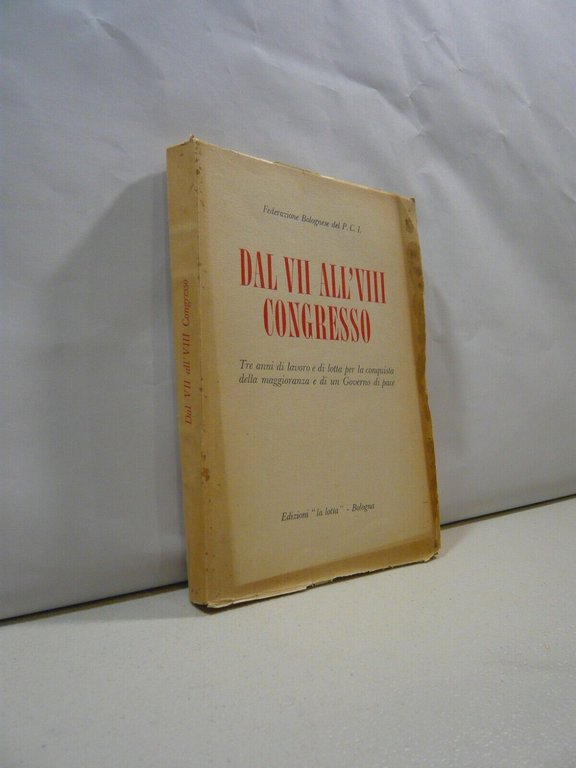 Federazione Bolognese del P. C. I.
DAL VII ALL'VIII
CONGRESSO
Tre anni di lavoro e di lotta per la conquista
della maggioranza e di un Governo di pace
Edizioni "la lotta" - Bologna
Dal VII all'VIII Congresso